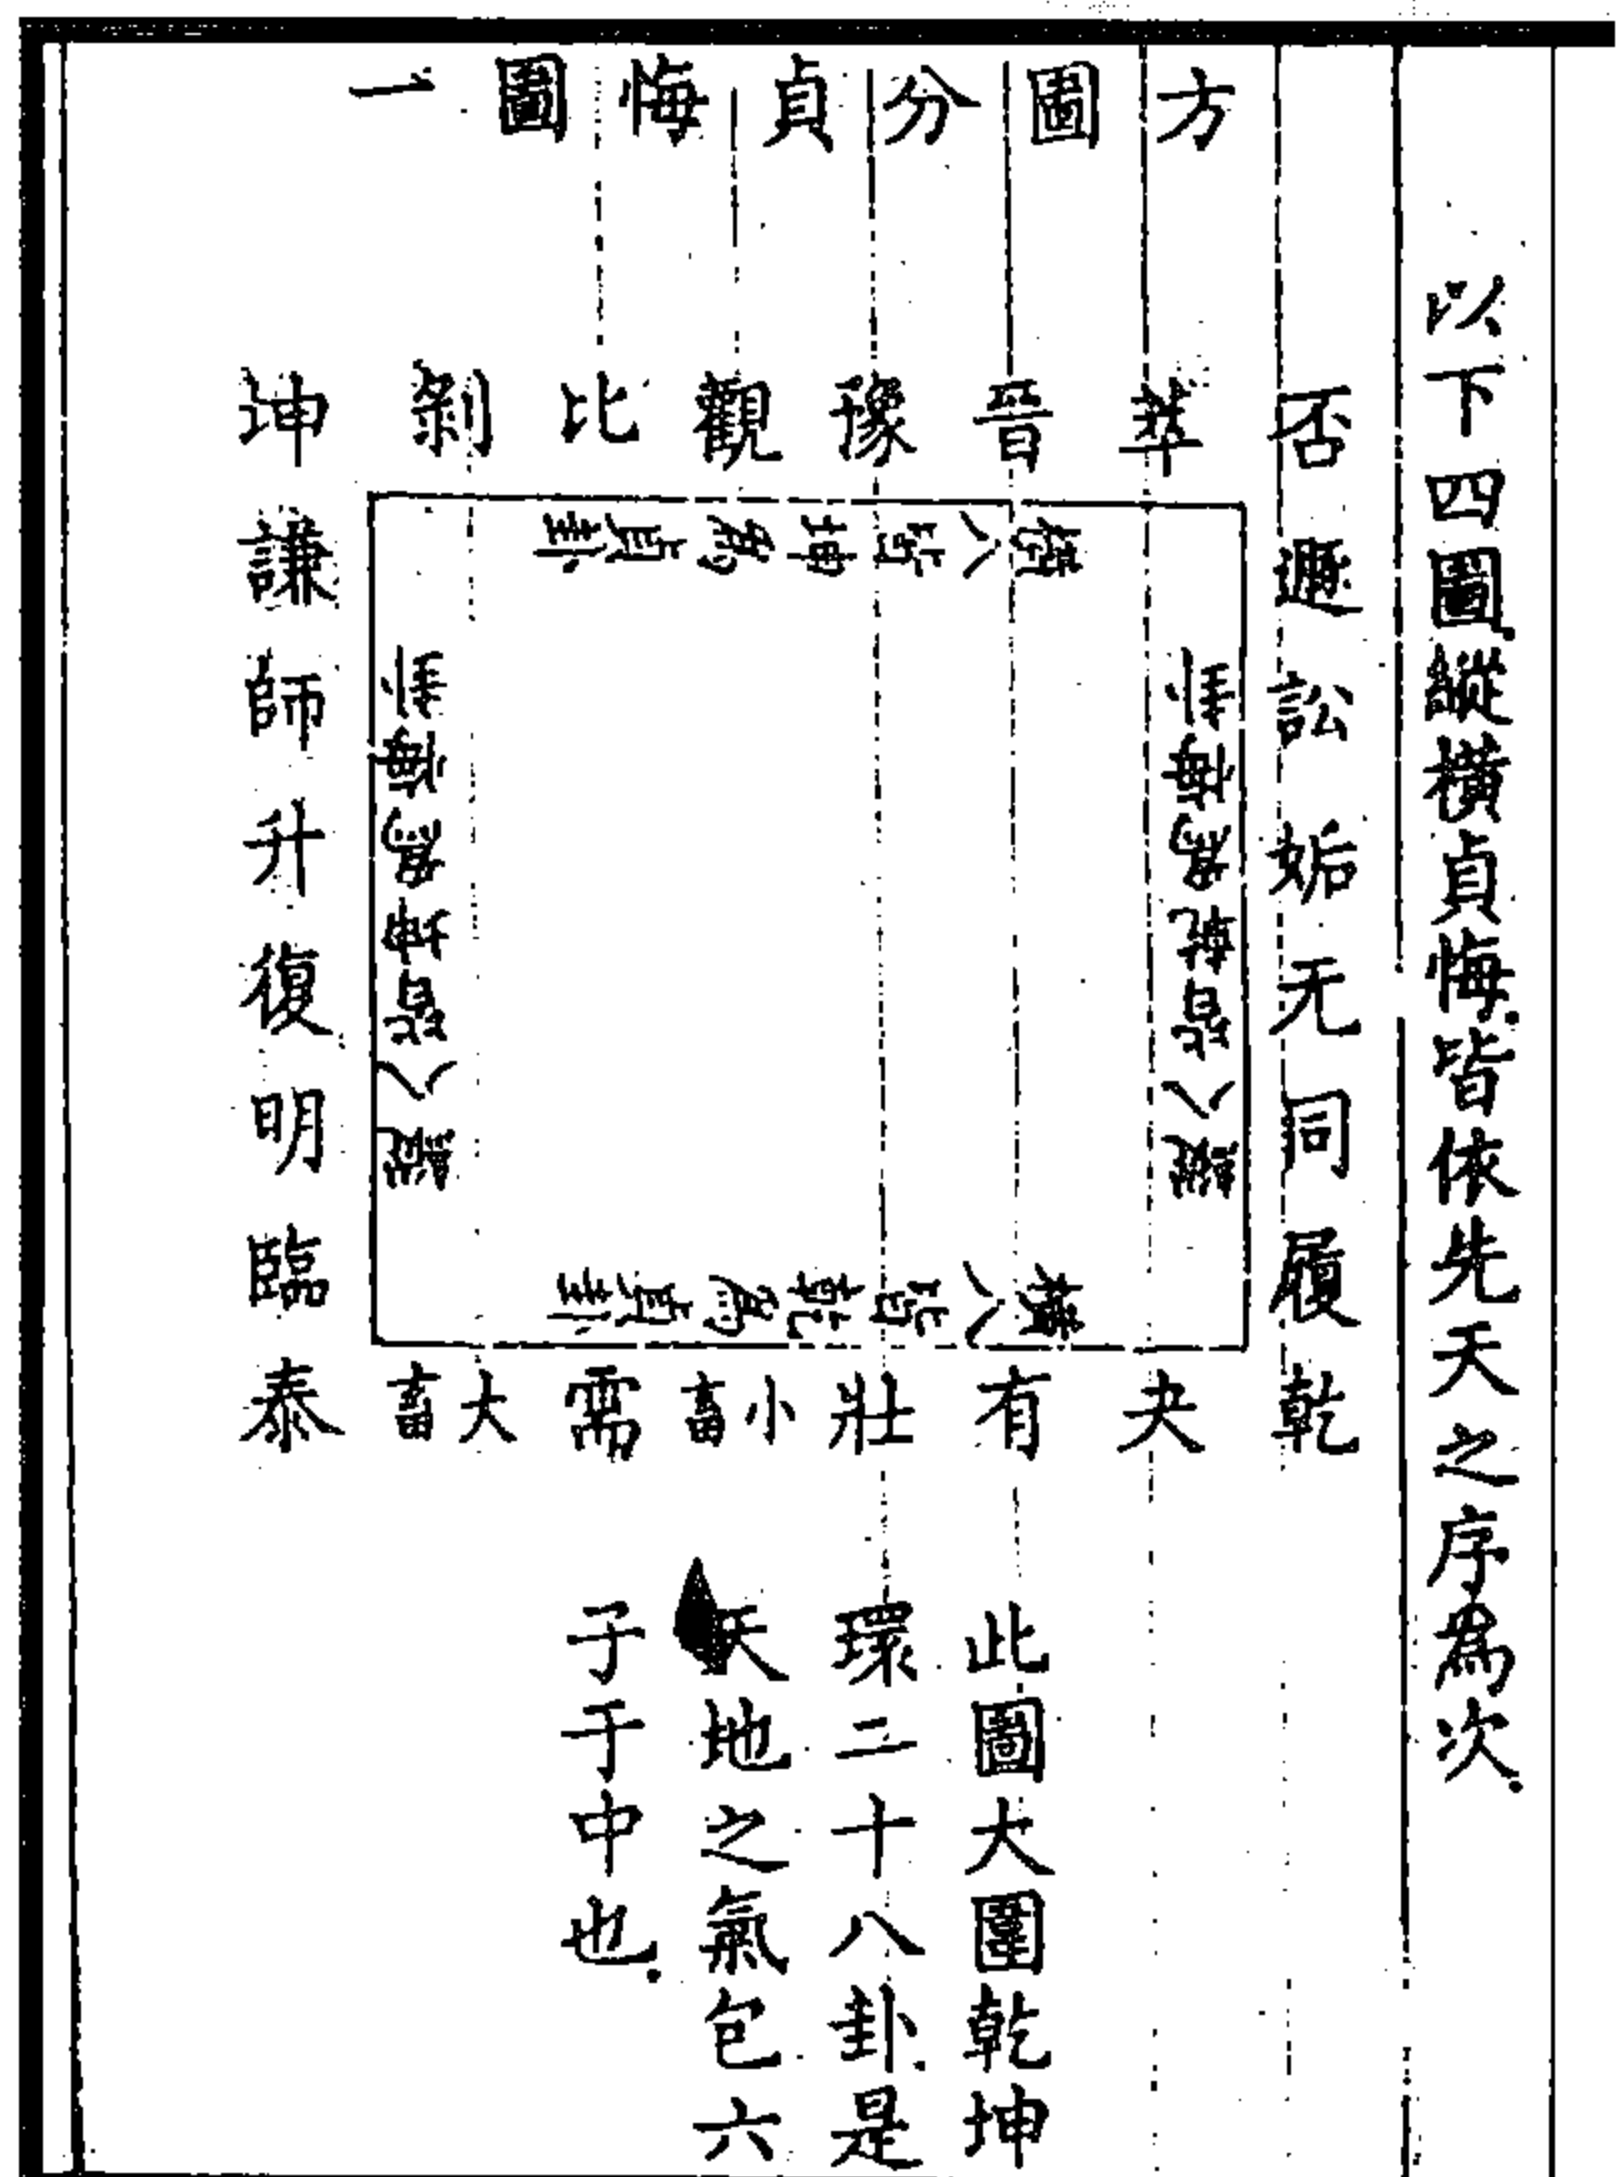 以下四圖.縱橫貞悔.皆依先天之序為次.
方圖分貞悔圖一
否萃晉豫觀比剝坤
遯訟姤无同履
謙師升復明臨
乾夬有壯小畜需大畜泰
此圖大圍乾坤
環二十八卦.是
天地之氣包六
子于中也.